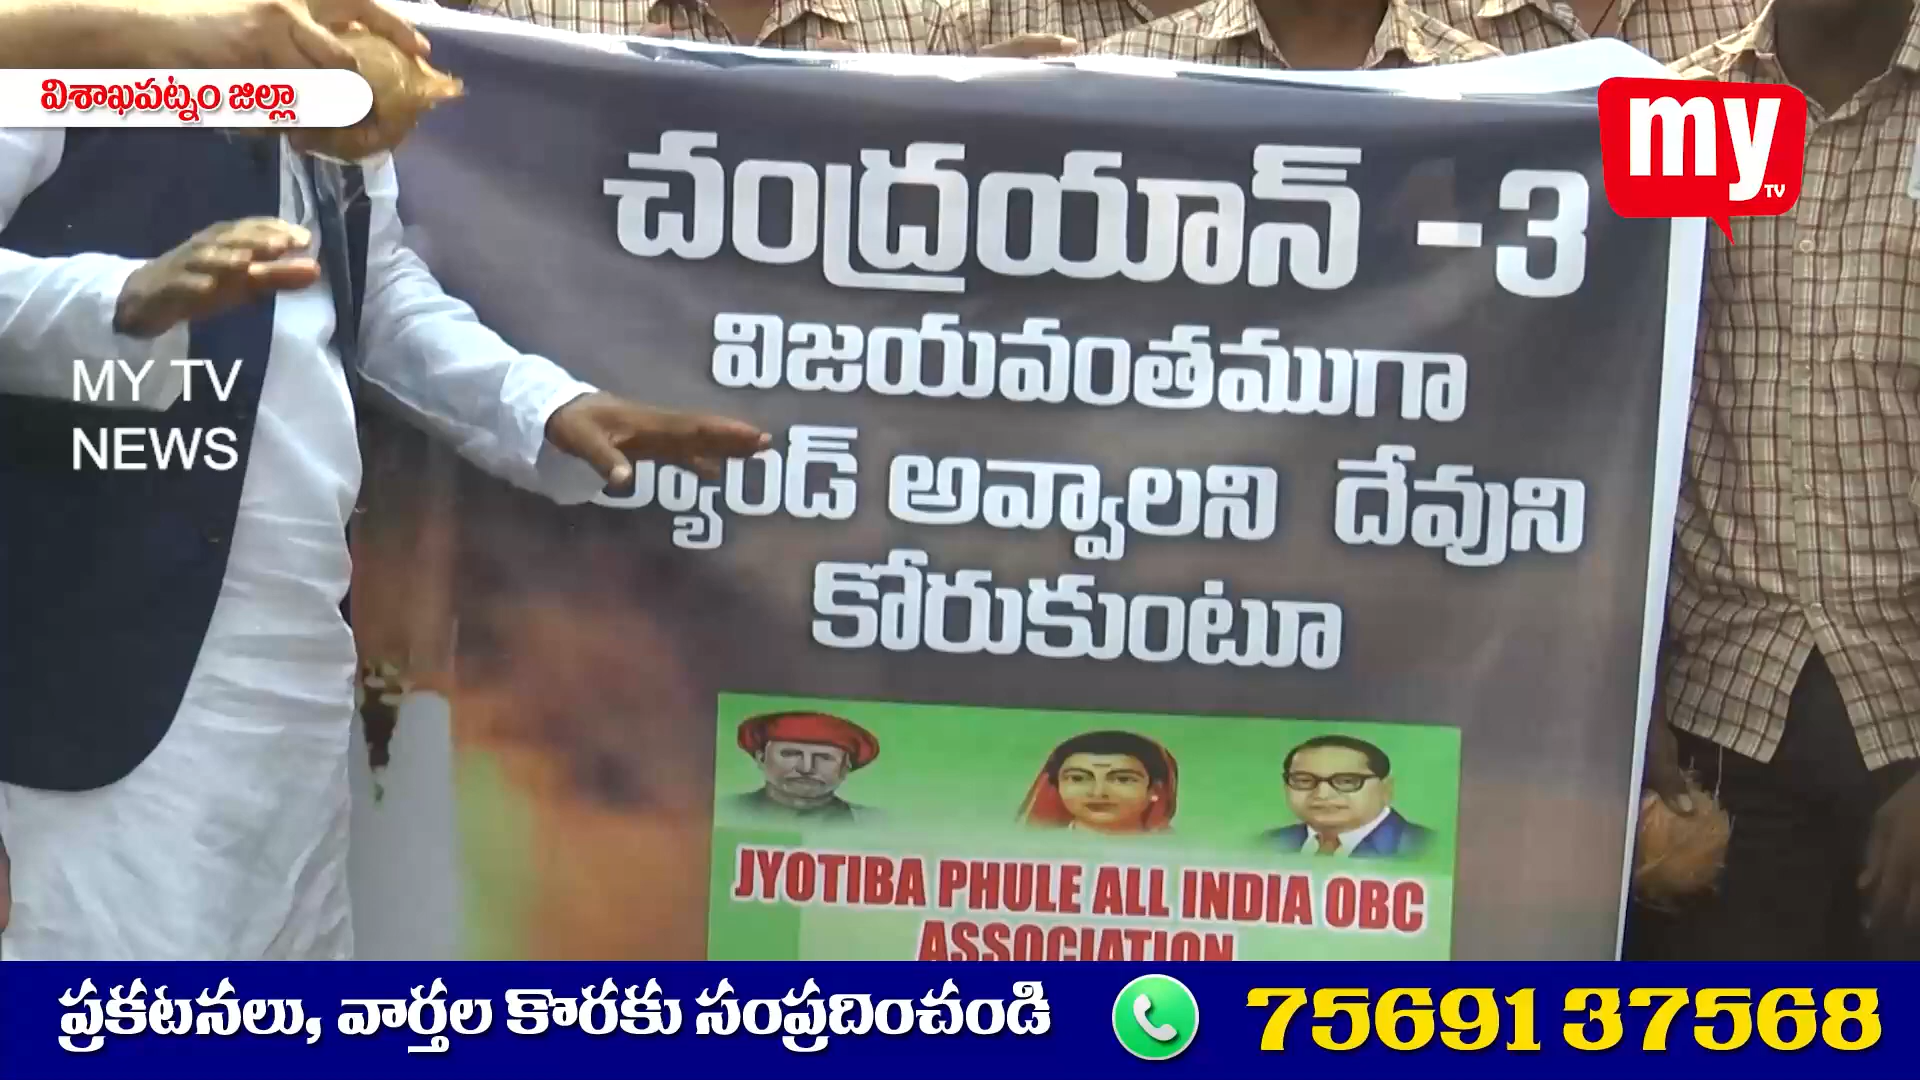 విశాఖపట్నం జిల్లా
my TV
చంద్రయాన్ -3
విజయవంతముగా
ల్యాండ్ అవ్వాలని దేవుని
కోరుకుంటూ
MY TV
NEWS
JYOTIBA PHULE ALL INDIA OBC
ASSOCIATION
ప్రకటనలు, వార్తల కొరకు సంప్రదించండి 7569137568